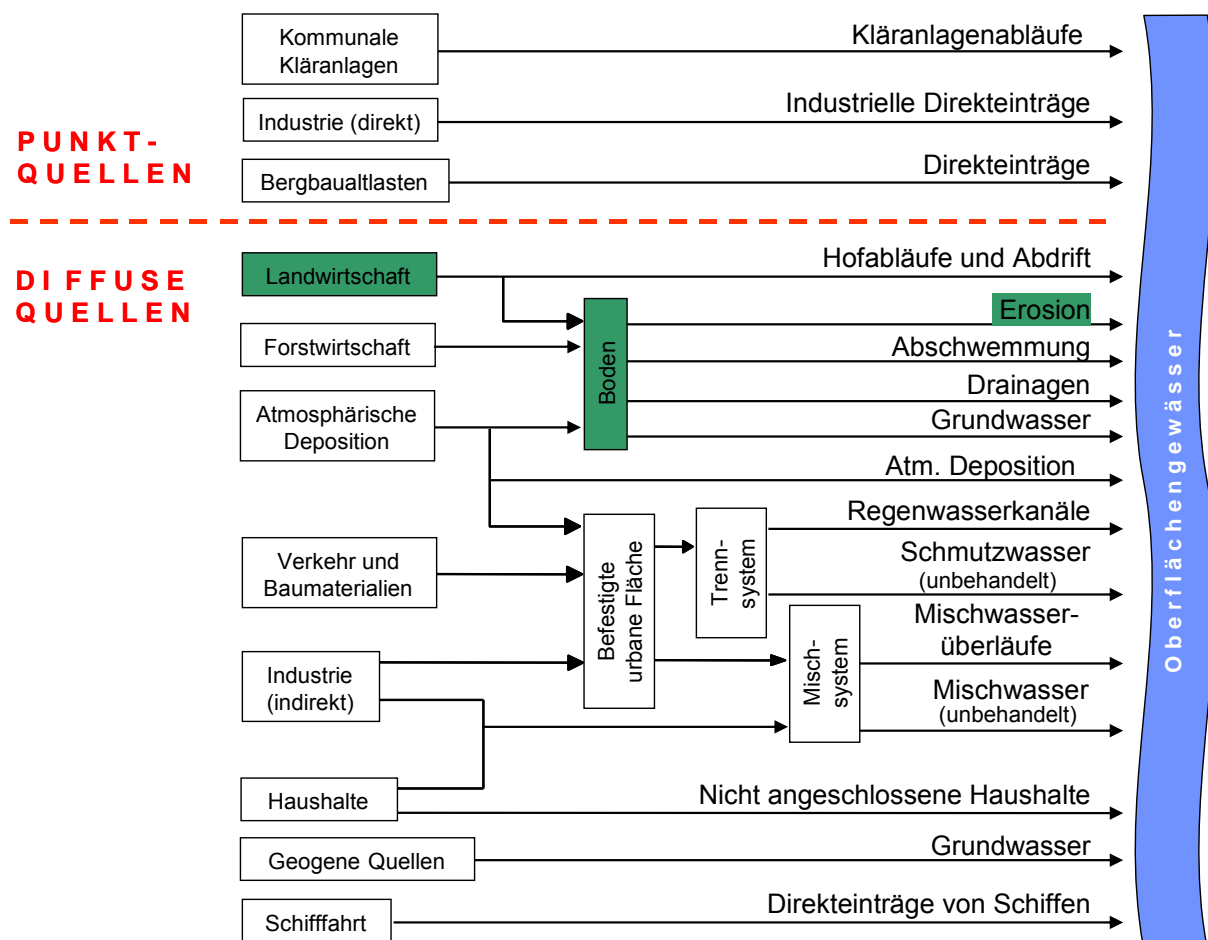 Kommunale
Kläranlagen
Kläranlagenabläufe
Industrie (direkt)
Industrielle Direkteinträge
PUNKT-
QUELLEN
Bergbaualtlasten
Direkteinträge
DIFFUSE
QUELLEN
Landwirtschaft
Hofabläufe und Abdrift
Boden
Erosion
Forstwirtschaft
Abschwemmung
Drainagen
Atmosphärische
Deposition
Grundwasser
Atm. Deposition
Befestigte
urbane Fläche
Trenn-
system
Regenwasserkanäle
Verkehr und
Baumaterialien
Schmutzwasser
(unbehandelt)
Misch-
system
Mischwasser-
überläufe
Industrie
(indirekt)
Mischwasser
(unbehandelt)
Haushalte
Nicht angeschlossene Haushalte
Geogene Quellen
Grundwasser
Schifffahrt
Direkteinträge von Schiffen
Oberflächengewässer